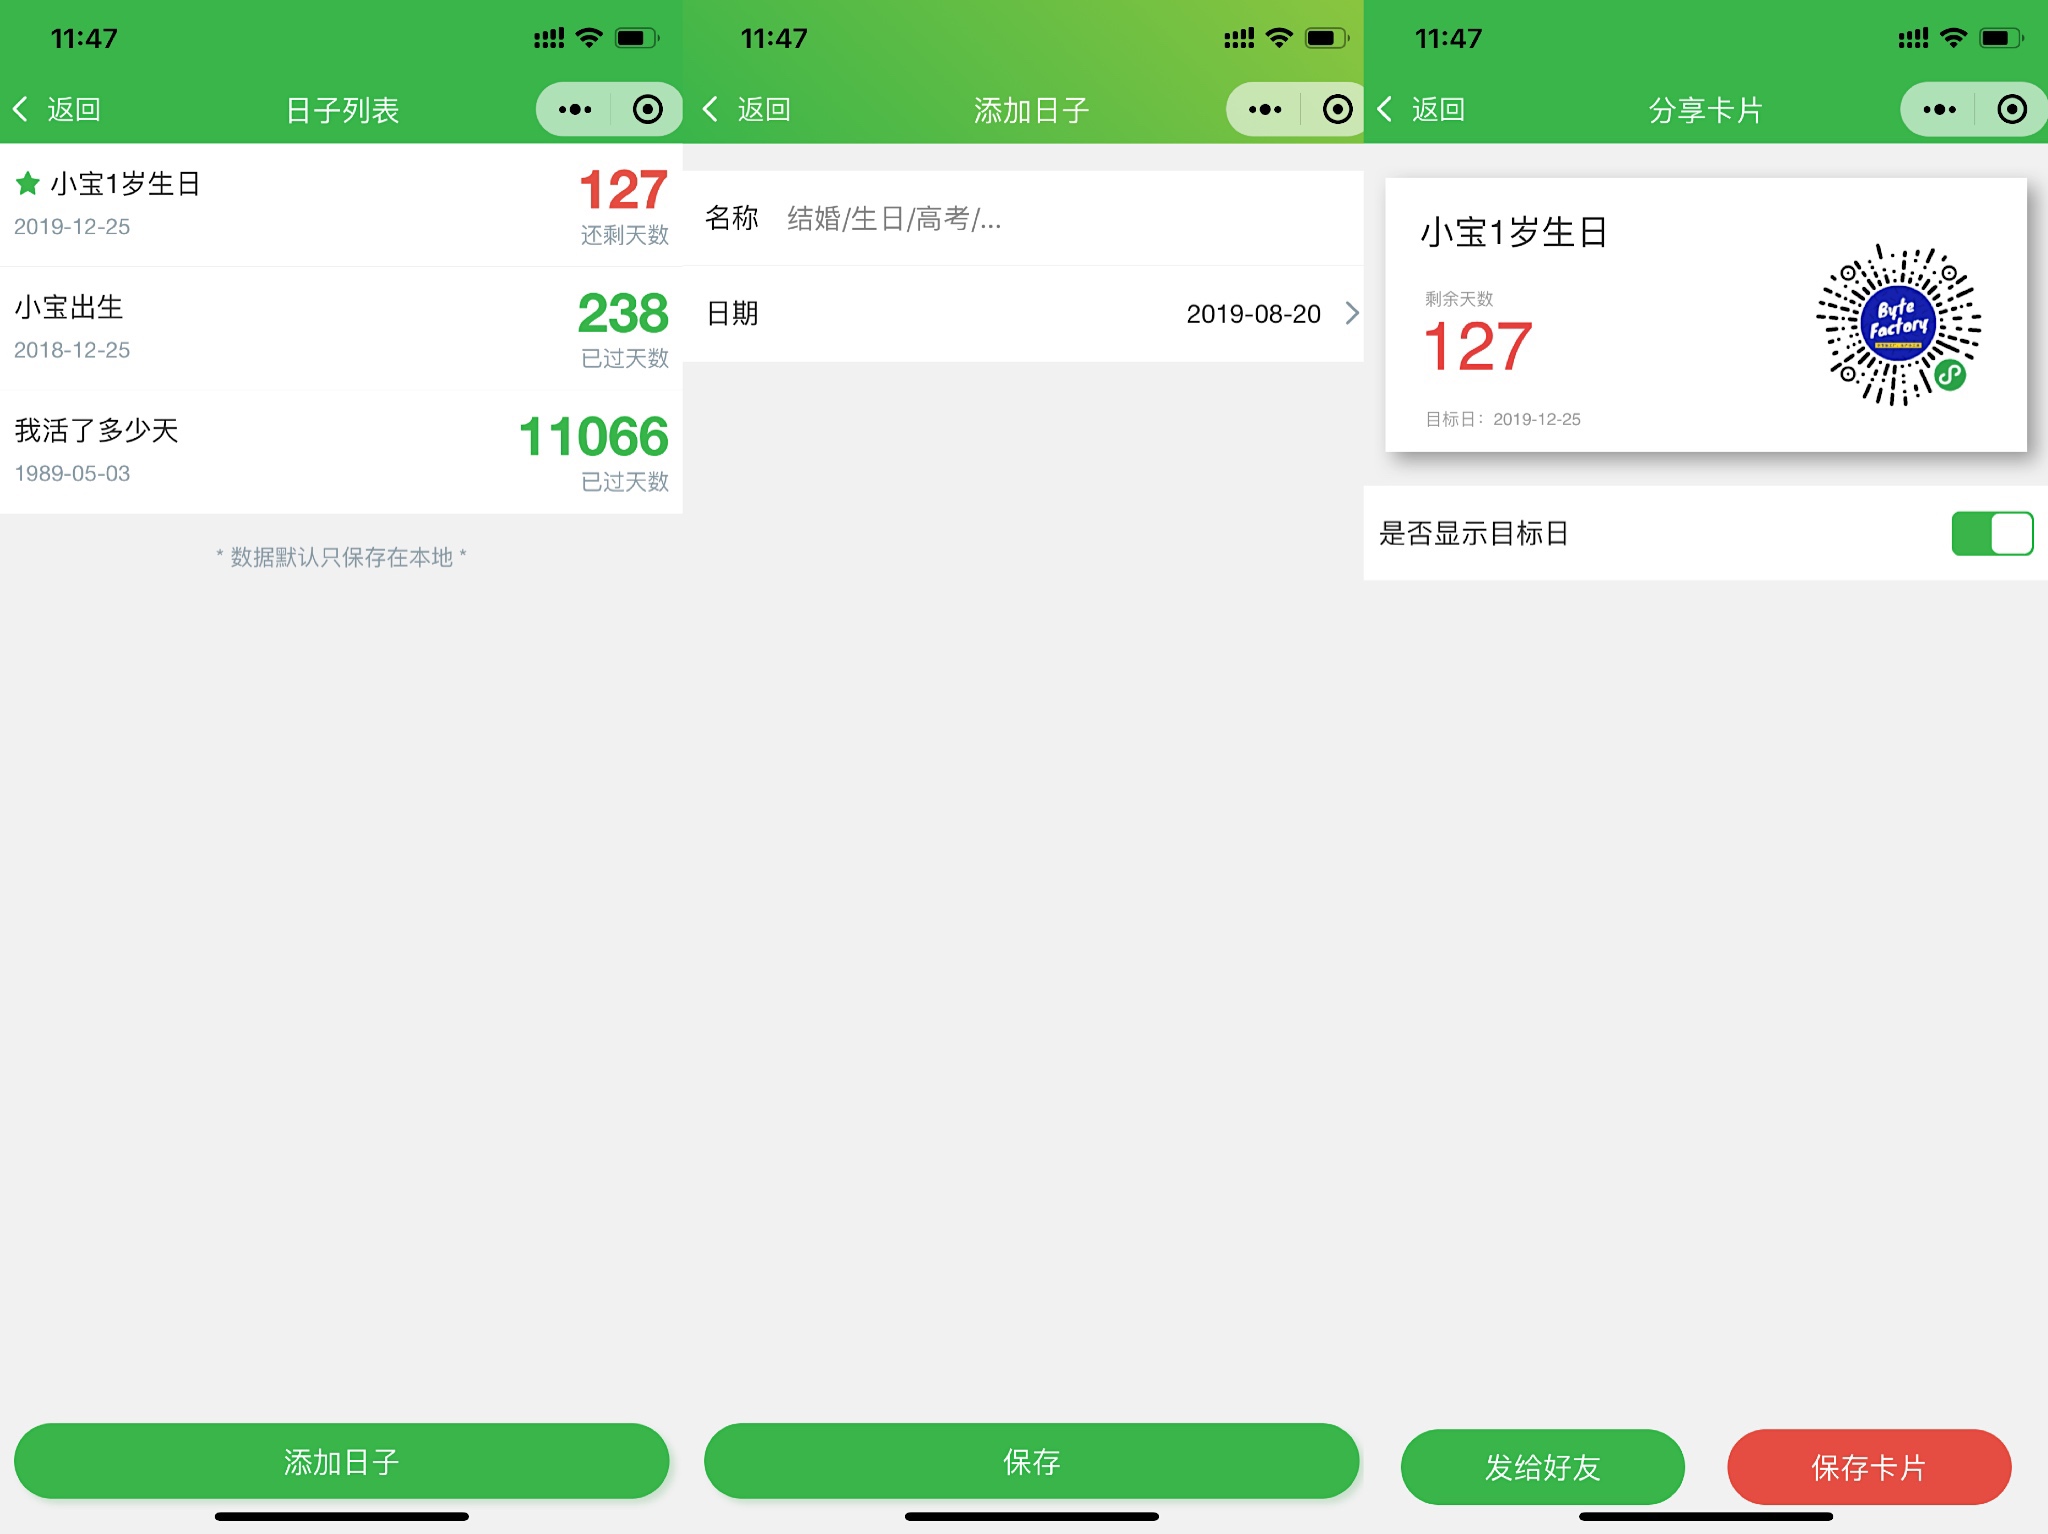 11:47
返回
日子列表
小宝1岁生日
127
2019-12-25
还剩天数
小宝出生
238
2018-12-25
已过天数
我活了多少天
11066
1989-05-03
已过天数
* 数据默认只保存在本地 *
添加日子
11:47
返回
添加日子
名称 结婚/生日/高考/...
日期 2019-08-20
保存
11:47
返回
分享卡片
小宝1岁生日
剩余天数
127
目标日：2019-12-25
Byte
Factory
是否显示目标日
发给好友
保存卡片